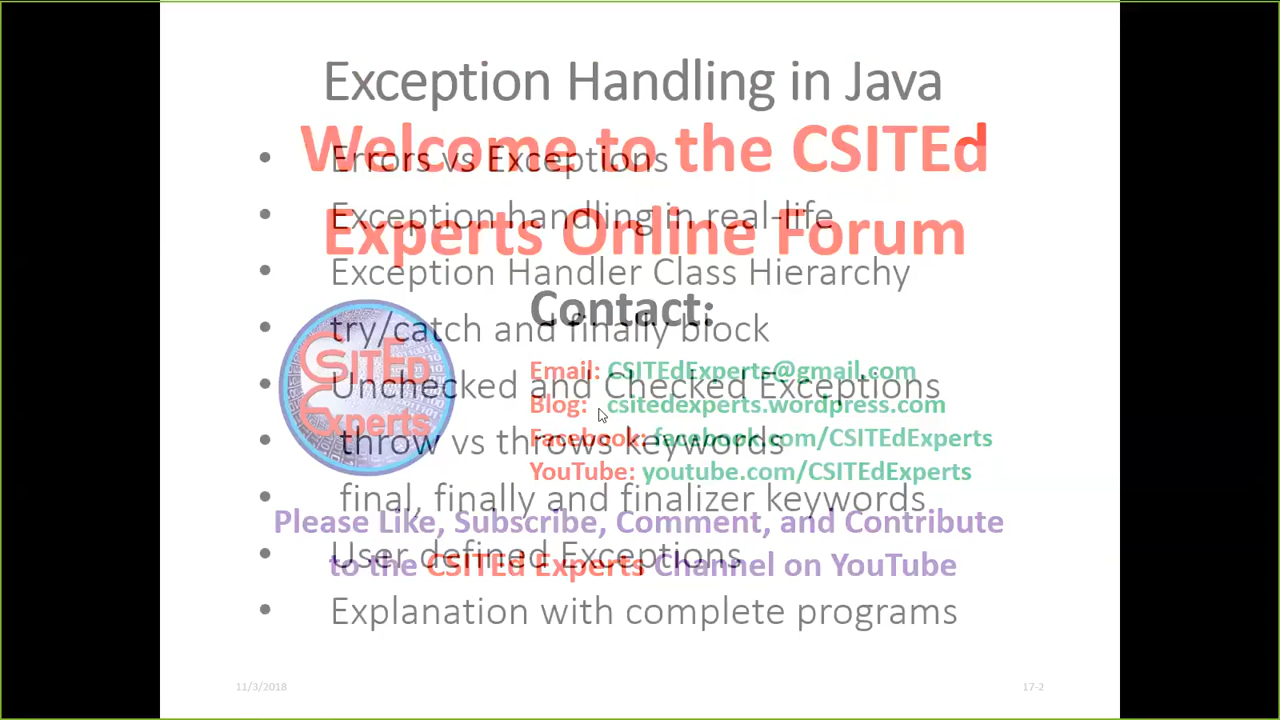 Exception Handling in Java
Welcome to the CSITEd
Experts Online Forum
• Errors vs Exceptions
• Exception handling in real-life
• Exception Handler Class Hierarchy
• try/catch and finally block
• Unchecked and Checked Exceptions
• throw vs throws keywords
• final, finally and finalizer keywords
• User defined Exceptions
• Explanation with complete programs
CSITEd
Experts
Contact:
Email: CSITEdExperts@gmail.com
Blog: csitedexperts.wordpress.com
Facebook: facebook.com/CSITEdExperts
YouTube: youtube.com/CSITEdExperts
Please Like, Subscribe, Comment, and Contribute
to the CSITEd Experts Channel on YouTube
11/3/2018
17-2